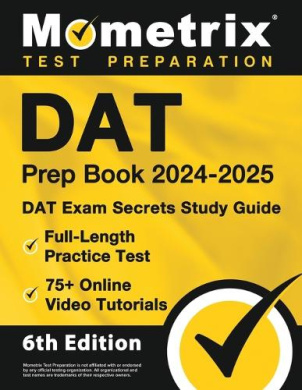 Mometrix®
TEST PREPARATION
DAT
Prep Book 2024-2025
DAT Exam Secrets Study Guide
Full-Length
Practice Test
75+ Online
Video Tutorials
6th Edition
Mometrix Test Preparation is not affiliated with or endorsed
by any official testing organization. All organizational and
test names are trademarks of their respective owners.